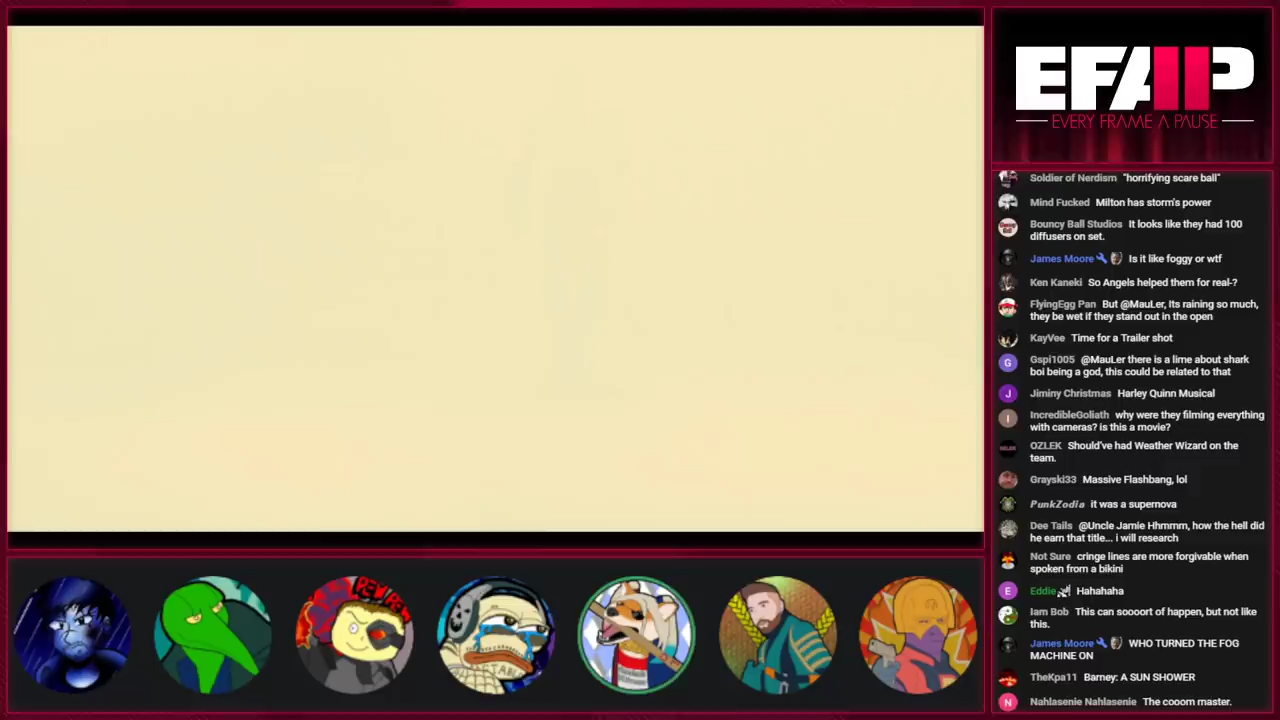 EFAP
EVERY FRAME A PAUSE
Soldier of Nerdism "horrifying scare ball"
Mind Fucked Milton has storm's power
Bouncy Ball Studios It looks like they had 100
diffusers on set.
James Moore Is it like foggy or wtf
Ken Kaneki So Angels helped them for real-?
FlyingEgg Pan But @MauLer, Its raining so much,
they be wet if they stand out in the open
KayVee Time for a Trailer shot
Gspi1005 @MauLer there is a lime about shark
boi being a god, this could be related to that
Jiminy Christmas Harley Quinn Musical
IncredibleGoliath why were they filming everything
with cameras? is this a movie?
OZLEK Should've had Weather Wizard on the
team.
Grayski33 Massive Flashbang, lol
PunkZodia it was a supernova
Dee Tails @Uncle Jamie Hhmmm, how the hell did
he earn that title... i will research
Not Sure cringe lines are more forgivable when
spoken from a bikini
Eddie Hahahaha
Iam Bob This can soooort of happen, but not like
this.
James Moore WHO TURNED THE FOG
MACHINE ON
TheKpa11 Barney: A SUN SHOWER
Nahlasenie Nahlasenie The cooom master.